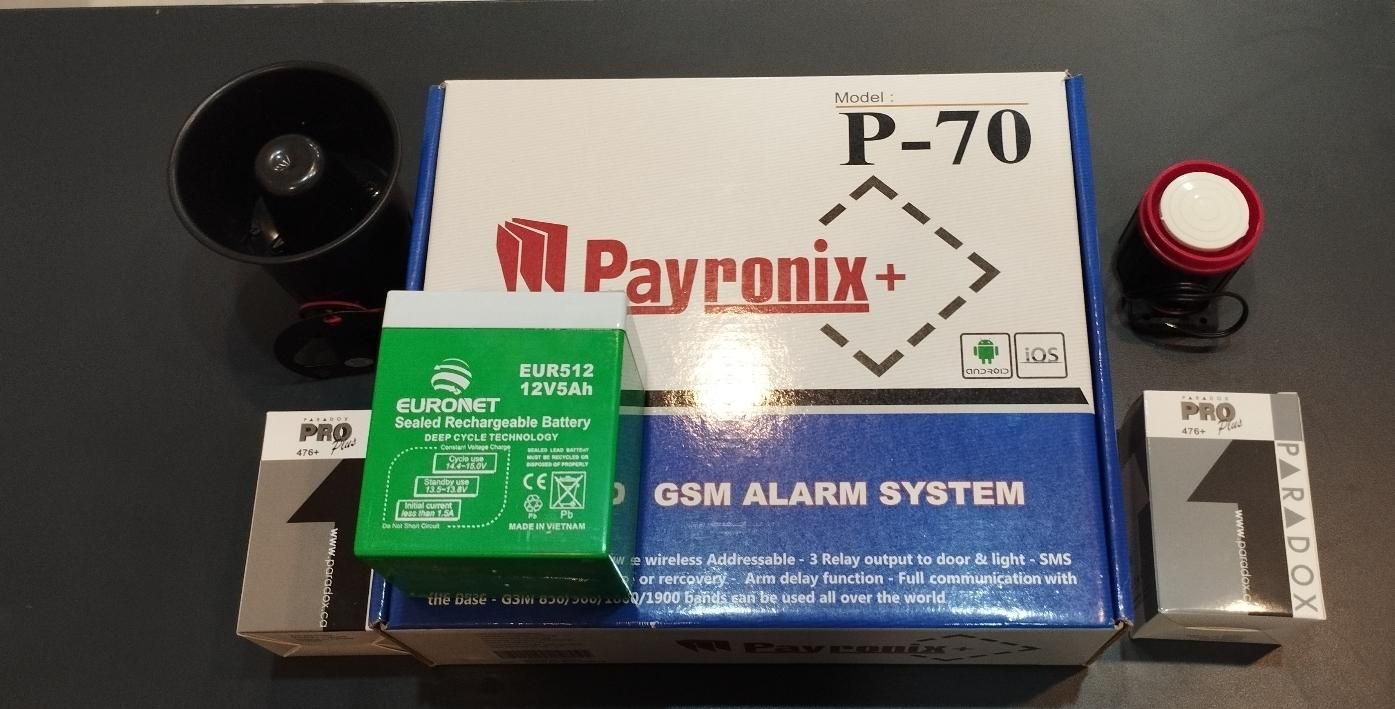 Model :
P-70
Payronix+
ANDROID
iOS
GSM ALARM SYSTEM
wireless Addressable - 3 Relay output to door & light - SMS
or rercovery - Arm delay function - Full communication with
the base - GSM 850/900/1800/1900 bands can be used all over the world
Payronix+
EUR512
12V5Ah
EURONET
Sealed Rechargeable Battery
DEEP CYCLE TECHNOLOGY
Constant Voltage Charge
Cycle use
14.4~15.0V
Standby use
13.5~13.8V
Initial current
less than 1.5A
Do Not Short Circuit
SEALED LEAD BATTERY
MUST BE RECYCLED OR
DISPOSED OF PROPERLY
CE
Pb
Pb
MADE IN VIETNAM
PARADOX
PRO
Plus
476+
www.paradox.ca
PARADOX
PRO
Plus
476+
www.paradox.ca
PARADOX